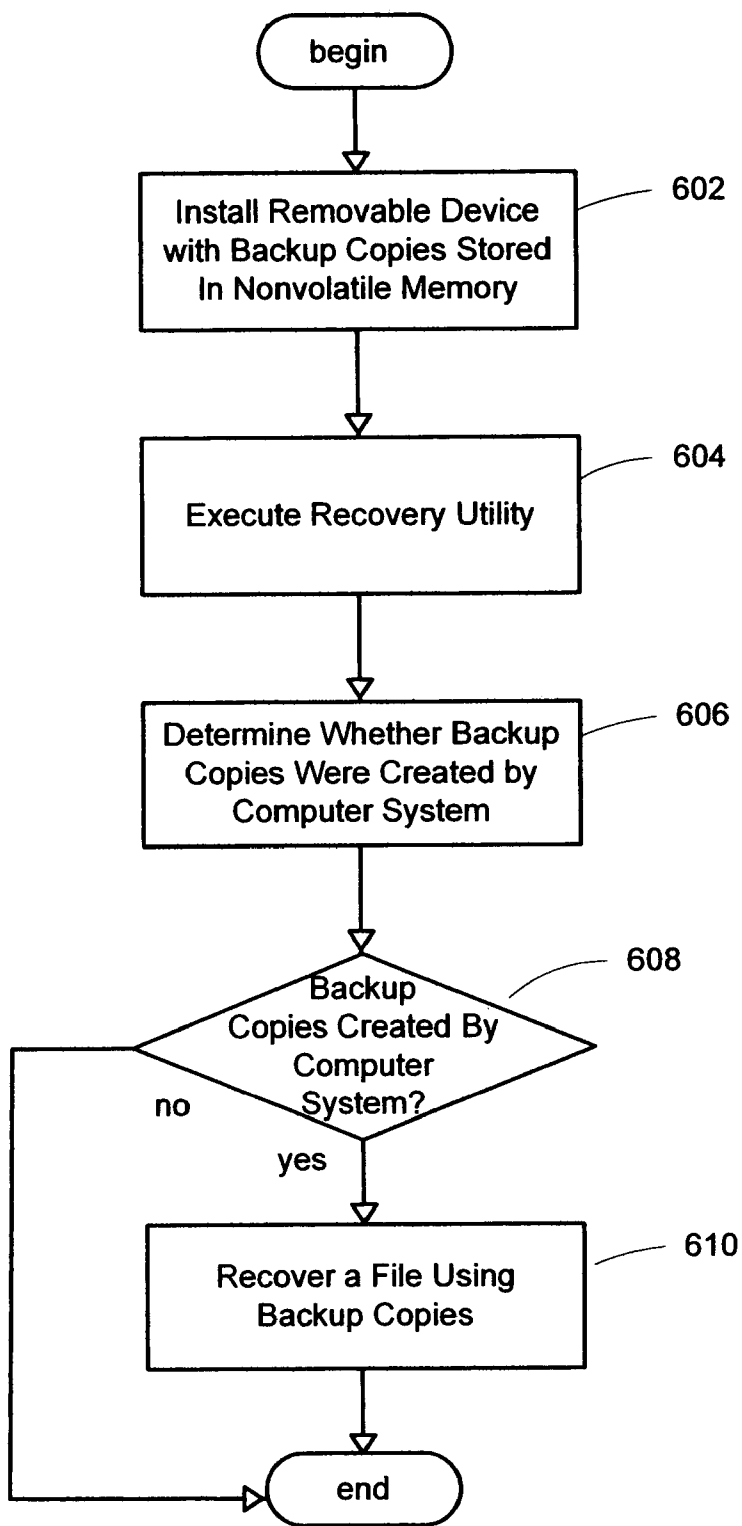 begin
602
Install Removable Device
with Backup Copies Stored
In Nonvolatile Memory
604
Execute Recovery Utility
606
Determine Whether Backup
Copies Were Created by
Computer System
608
Backup
Copies Created By
Computer
System?
no
yes
610
Recover a File Using
Backup Copies
end